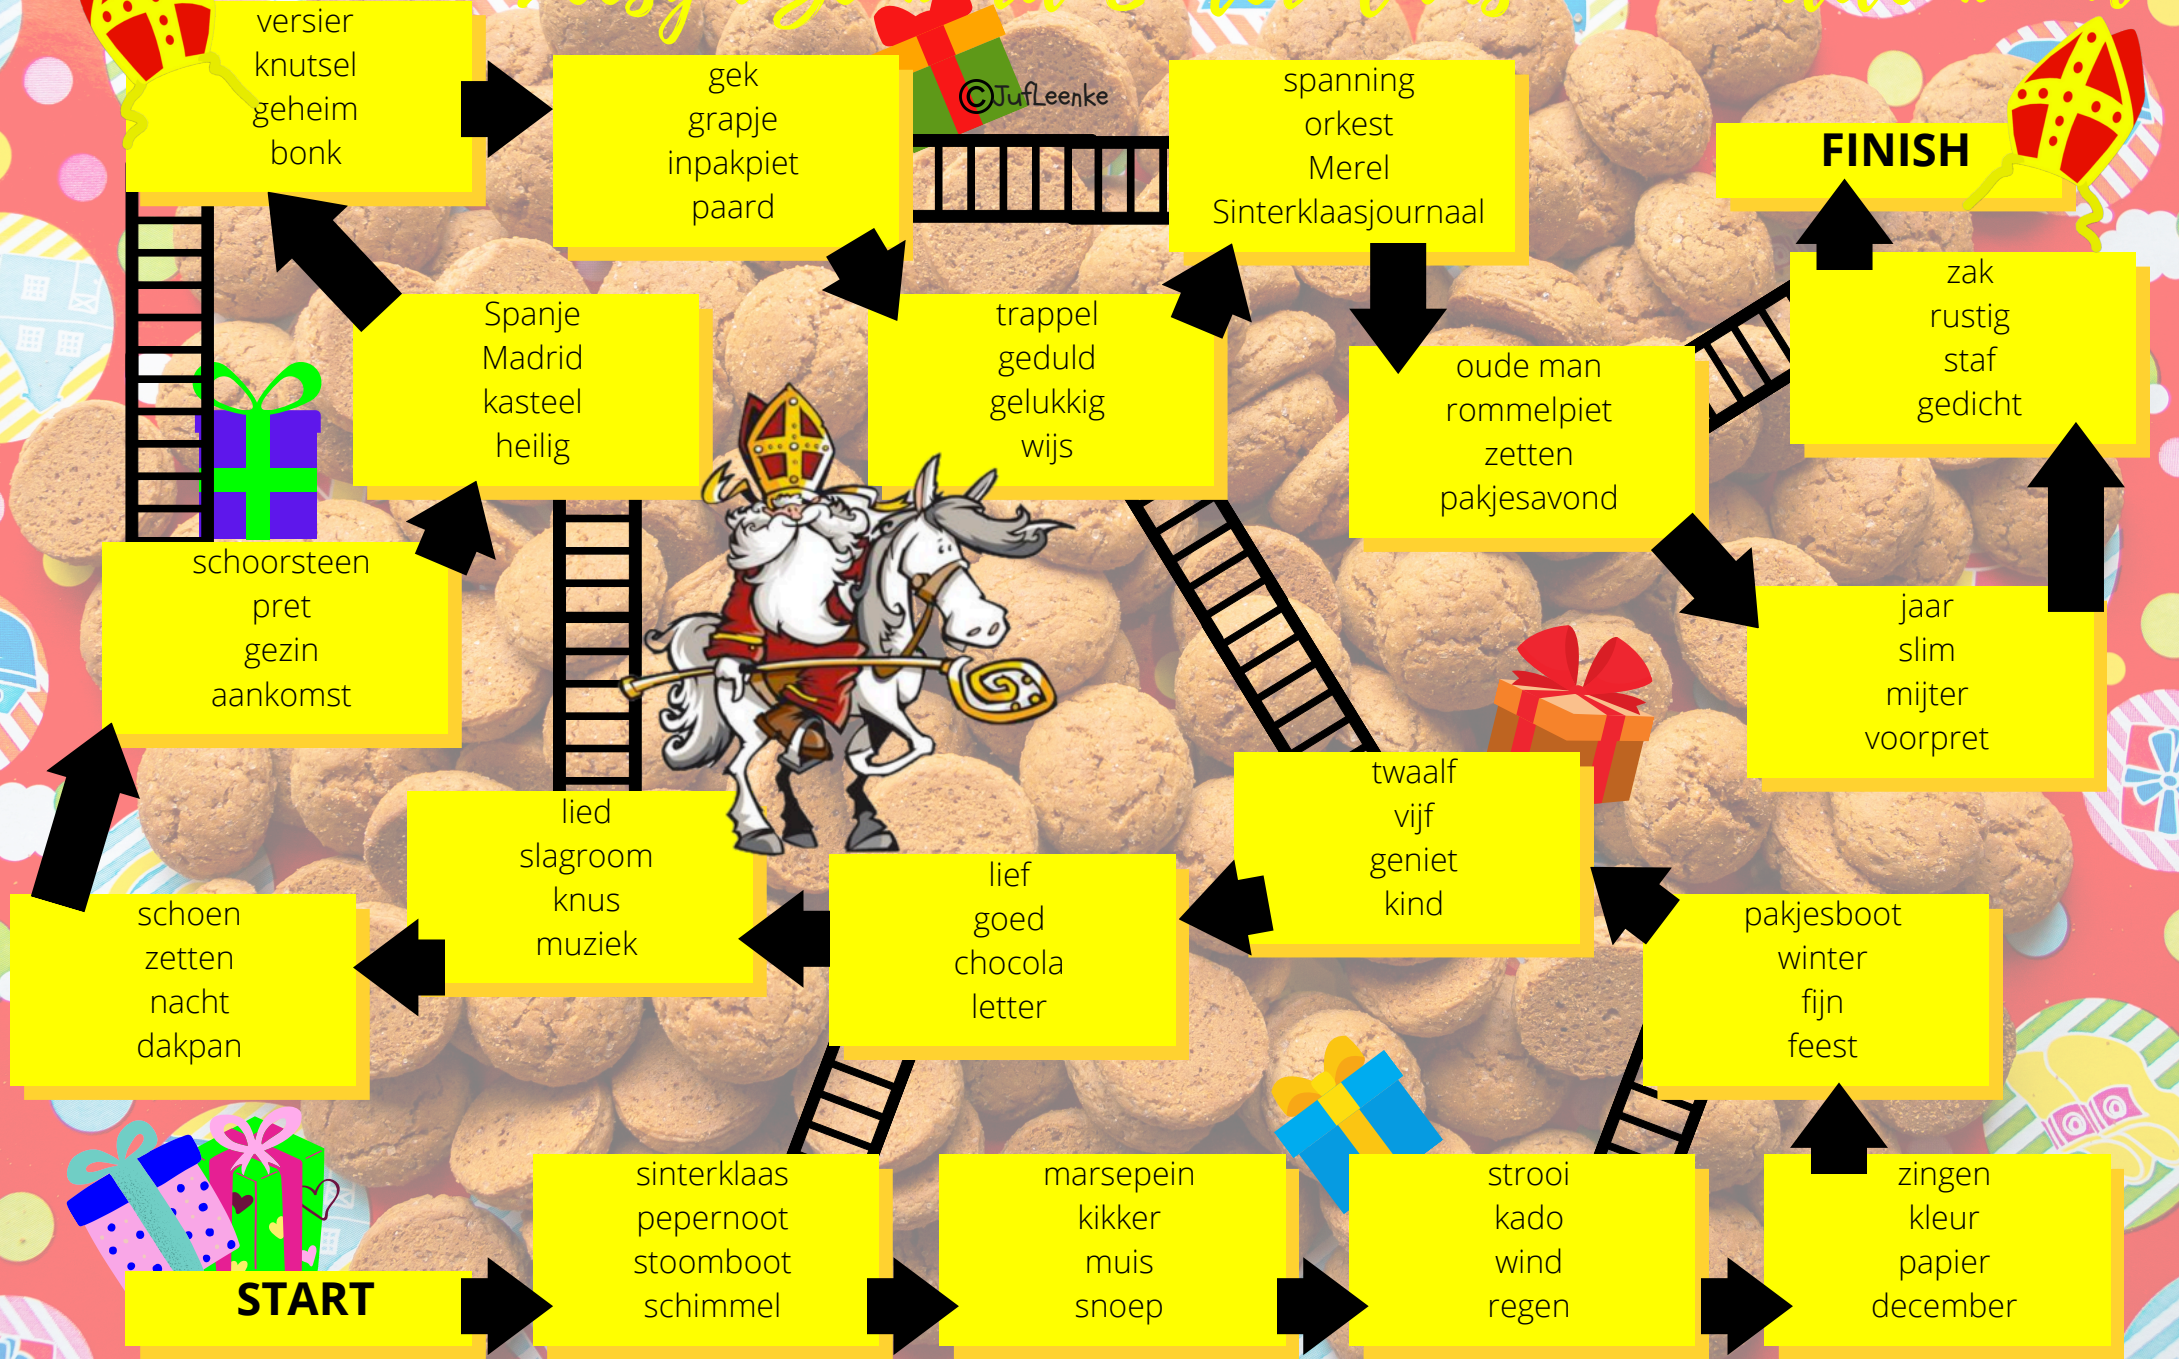 versier
knutsel
geheim
bonk
gek
grapje
inpakpiet
paard
©JufLeenke
spanning
orkest
Merel
Sinterklaasjournaal
FINISH
Spanje
Madrid
kasteel
heilig
trappel
geduld
gelukkig
wijs
oude man
rommelpiet
zetten
pakjesavond
zak
rustig
staf
gedicht
schoorsteen
pret
gezin
aankomst
jaar
slim
mijter
voorpret
lied
slagroom
knus
muziek
lief
goed
chocola
letter
twaalf
vijf
geniet
kind
schoen
zetten
nacht
dakpan
pakjesboot
winter
fijn
feest
START
sinterklaas
pepernoot
stoomboot
schimmel
marsepein
kikker
muis
snoep
strooi
kado
wind
regen
zingen
kleur
papier
december